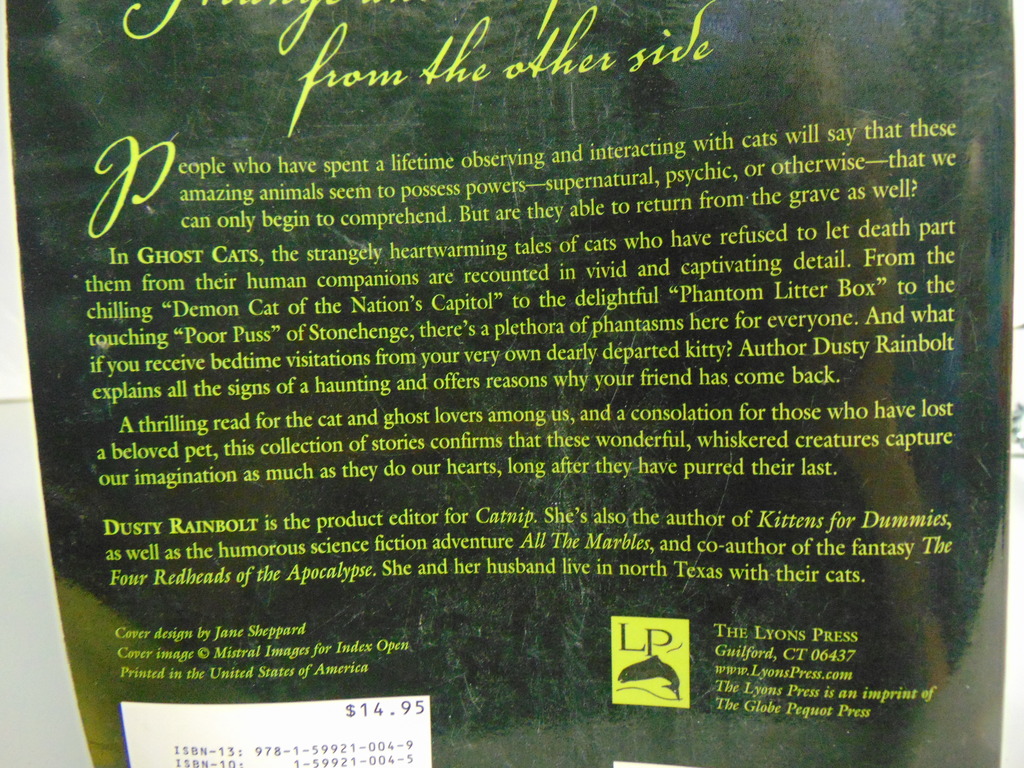 from the other side
People who have spent a lifetime observing and interacting with cats will say that these
amazing animals seem to possess powers—supernatural, psychic, or otherwise—that we
can only begin to comprehend. But are they able to return from the grave as well?
In GHOST CATS, the strangely heartwarming tales of cats who have refused to let death part
them from their human companions are recounted in vivid and captivating detail. From the
chilling “Demon Cat of the Nation’s Capitol” to the delightful “Phantom Litter Box” to the
touching “Poor Puss” of Stonehenge, there’s a plethora of phantasms here for everyone. And what
if you receive bedtime visitations from your very own dearly departed kitty? Author Dusty Rainbolt
explains all the signs of a haunting and offers reasons why your friend has come back.
A thrilling read for the cat and ghost lovers among us, and a consolation for those who have lost
a beloved pet, this collection of stories confirms that these wonderful, whiskered creatures capture
our imagination as much as they do our hearts, long after they have purred their last.
DUSTY RAINBOLT is the product editor for Catnip. She’s also the author of Kittens for Dummies,
as well as the humorous science fiction adventure All The Marbles, and co-author of the fantasy The
Four Redheads of the Apocalypse. She and her husband live in north Texas with their cats.
Cover design by Jane Sheppard
Cover image © Mistral Images for Index Open
Printed in the United States of America
LP
THE LYONS PRESS
Guilford, CT 06437
www.LyonsPress.com
The Lyons Press is an imprint of
The Globe Pequot Press
$14.95
ISBN-13: 978-1-59921-004-9
ISBN-10: 1-59921-004-5